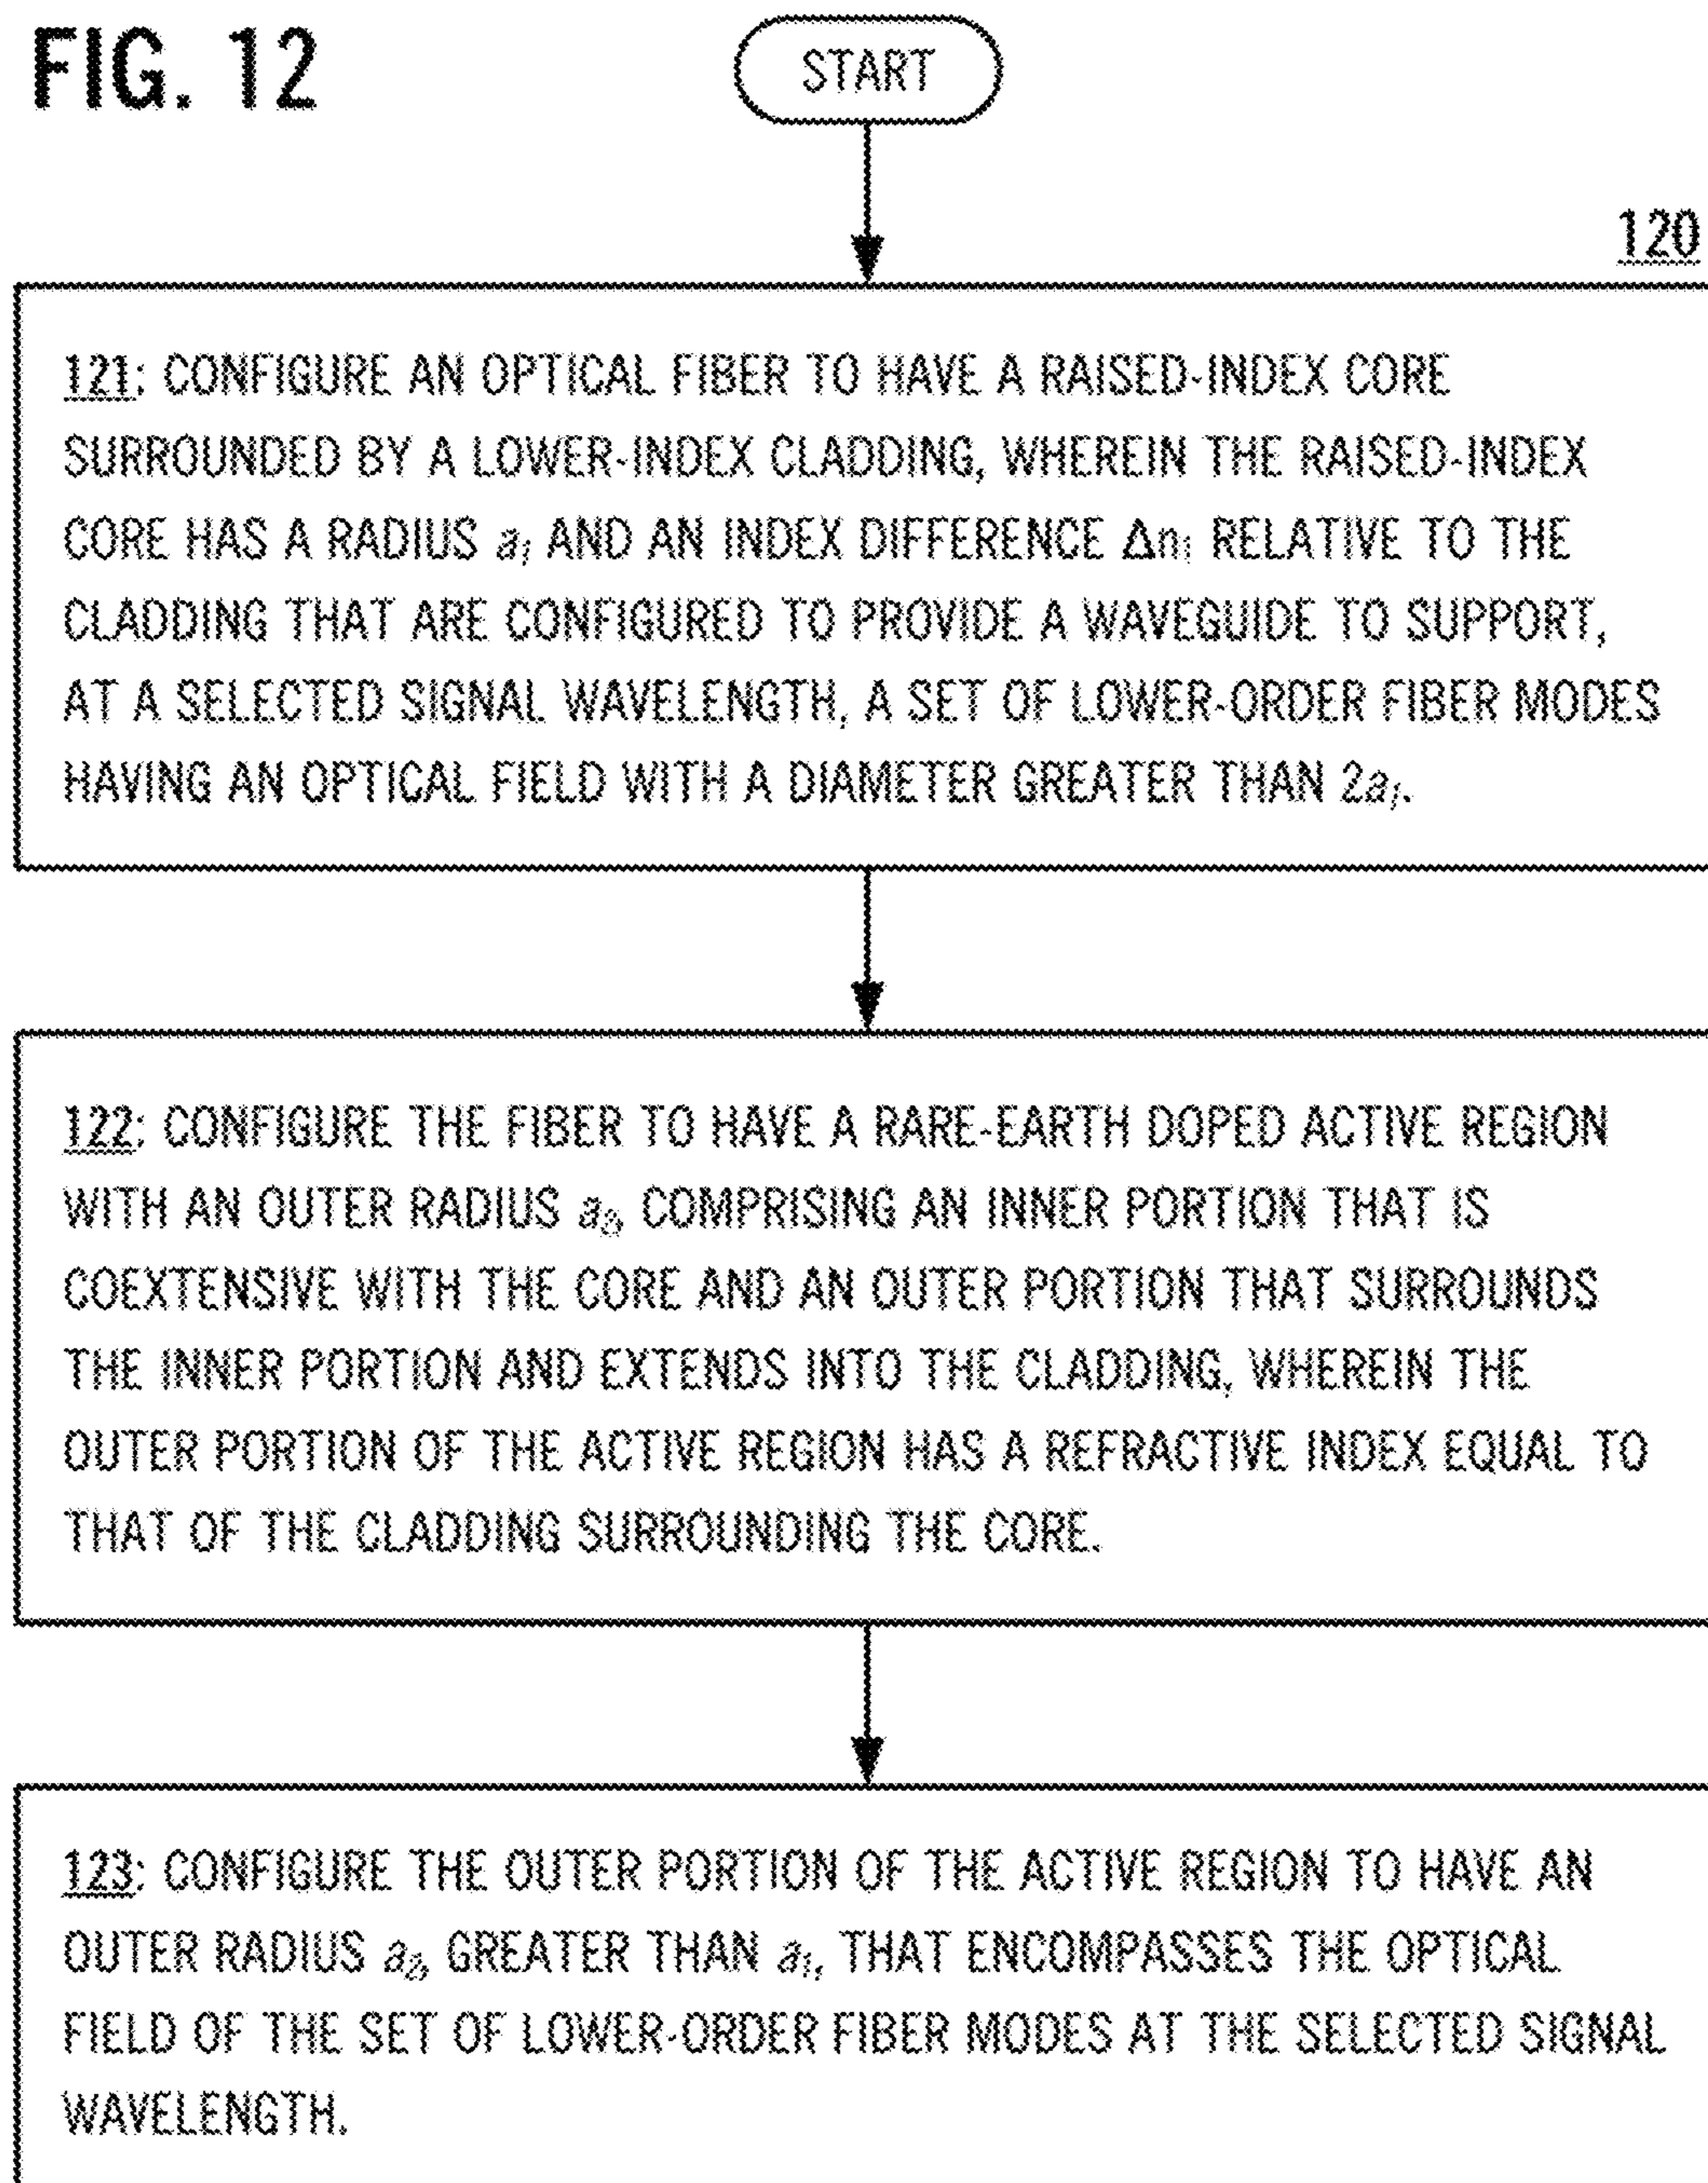 FIG. 12
START
120
121: CONFIGURE AN OPTICAL FIBER TO HAVE A RAISED-INDEX CORE
SURROUNDED BY A LOWER-INDEX CLADDING, WHEREIN THE RAISED-INDEX
CORE HAS A RADIUS a₁ AND AN INDEX DIFFERENCE Δn₁ RELATIVE TO THE
CLADDING THAT ARE CONFIGURED TO PROVIDE A WAVEGUIDE TO SUPPORT,
AT A SELECTED SIGNAL WAVELENGTH, A SET OF LOWER-ORDER FIBER MODES
HAVING AN OPTICAL FIELD WITH A DIAMETER GREATER THAN 2a₁.
122: CONFIGURE THE FIBER TO HAVE A RARE-EARTH DOPED ACTIVE REGION
WITH AN OUTER RADIUS a₂, COMPRISING AN INNER PORTION THAT IS
COEXTENSIVE WITH THE CORE AND AN OUTER PORTION THAT SURROUNDS
THE INNER PORTION AND EXTENDS INTO THE CLADDING, WHEREIN THE
OUTER PORTION OF THE ACTIVE REGION HAS A REFRACTIVE INDEX EQUAL TO
THAT OF THE CLADDING SURROUNDING THE CORE.
123: CONFIGURE THE OUTER PORTION OF THE ACTIVE REGION TO HAVE AN
OUTER RADIUS a₂, GREATER THAN a₁, THAT ENCOMPASSES THE OPTICAL
FIELD OF THE SET OF LOWER-ORDER FIBER MODES AT THE SELECTED SIGNAL
WAVELENGTH.